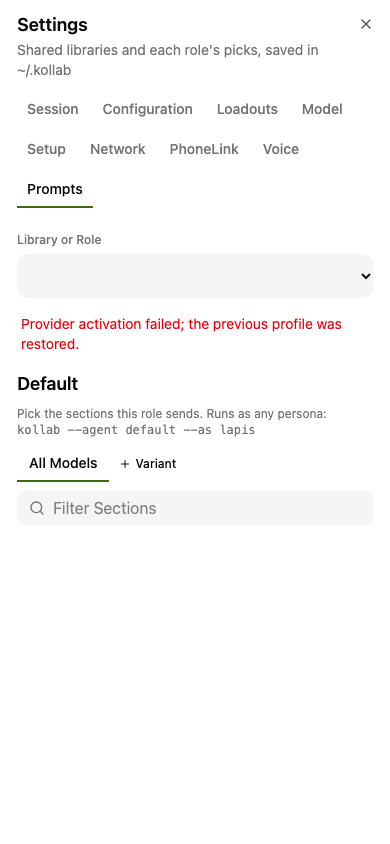 Settings
Shared libraries and each role's picks, saved in
~/.kollab
Session Configuration Loadouts Model
Setup Network PhoneLink Voice
Prompts
Library or Role
Provider activation failed; the previous profile was
restored.
Default
Pick the sections this role sends. Runs as any persona:
kollab --agent default --as lapis
All Models + Variant
Filter Sections